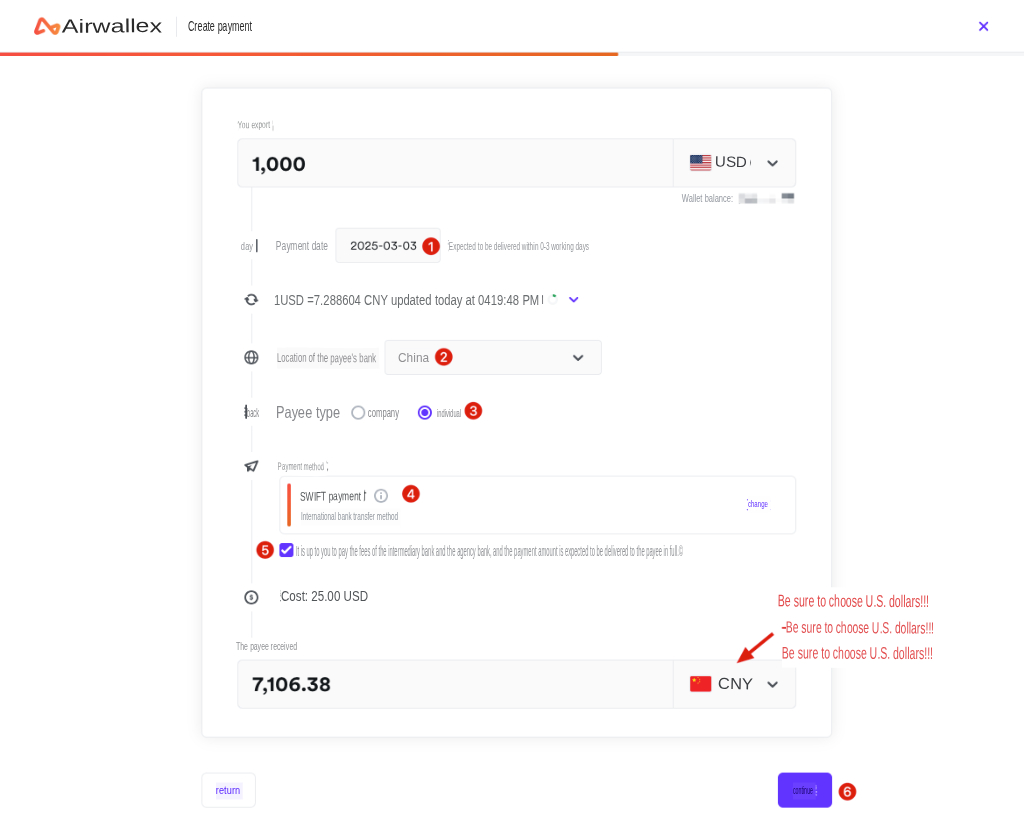 Airwallex
Create payment
You export
1,000
USD
Wallet balance:
day
Payment date
2025-03-03
1
Expected to be delivered within 0-3 working days
1USD =7.288604 CNY updated today at 0419:48 PM
Location of the payee's bank
China
2
back
Payee type
company
individual
3
Payment method
SWIFT payment
4
International bank transfer method
change
5
It is up to you to pay the fees of the intermediary bank and the agency bank, and the payment amount is expected to be delivered to the payee in full.
Cost: 25.00 USD
Be sure to choose U.S. dollars!!!
-Be sure to choose U.S. dollars!!!
Be sure to choose U.S. dollars!!!
The payee received
7,106.38
CNY
return
continue
6